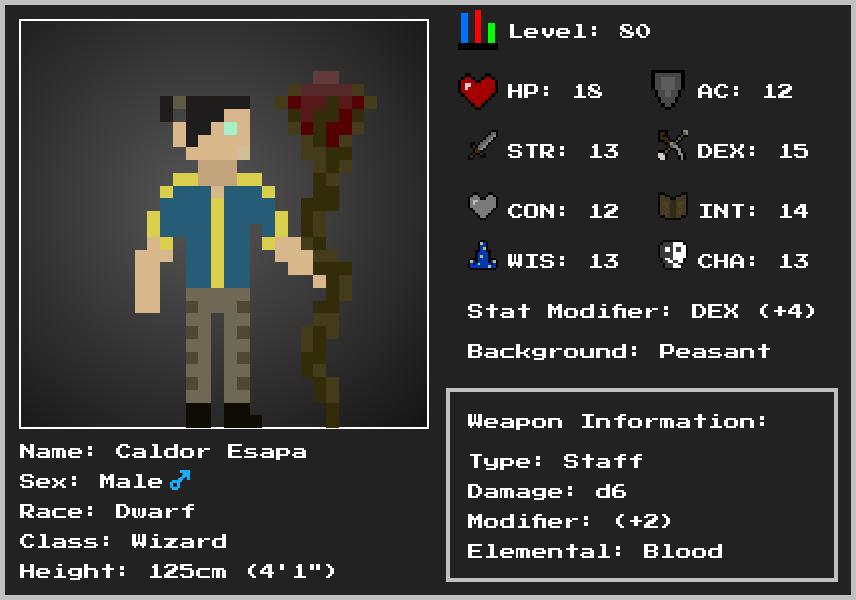 Level: 80
HP: 18 AC: 12
STR: 13 DEX: 15
CON: 12 INT: 14
WIS: 13 CHA: 13
Stat Modifier: DEX (+4)
Background: Peasant
Weapon Information:
Type: Staff
Damage: d6
Modifier: (+2)
Elemental: Blood
Name: Caldor Esapa
Sex: Male♂
Race: Dwarf
Class: Wizard
Height: 125cm (4'1")